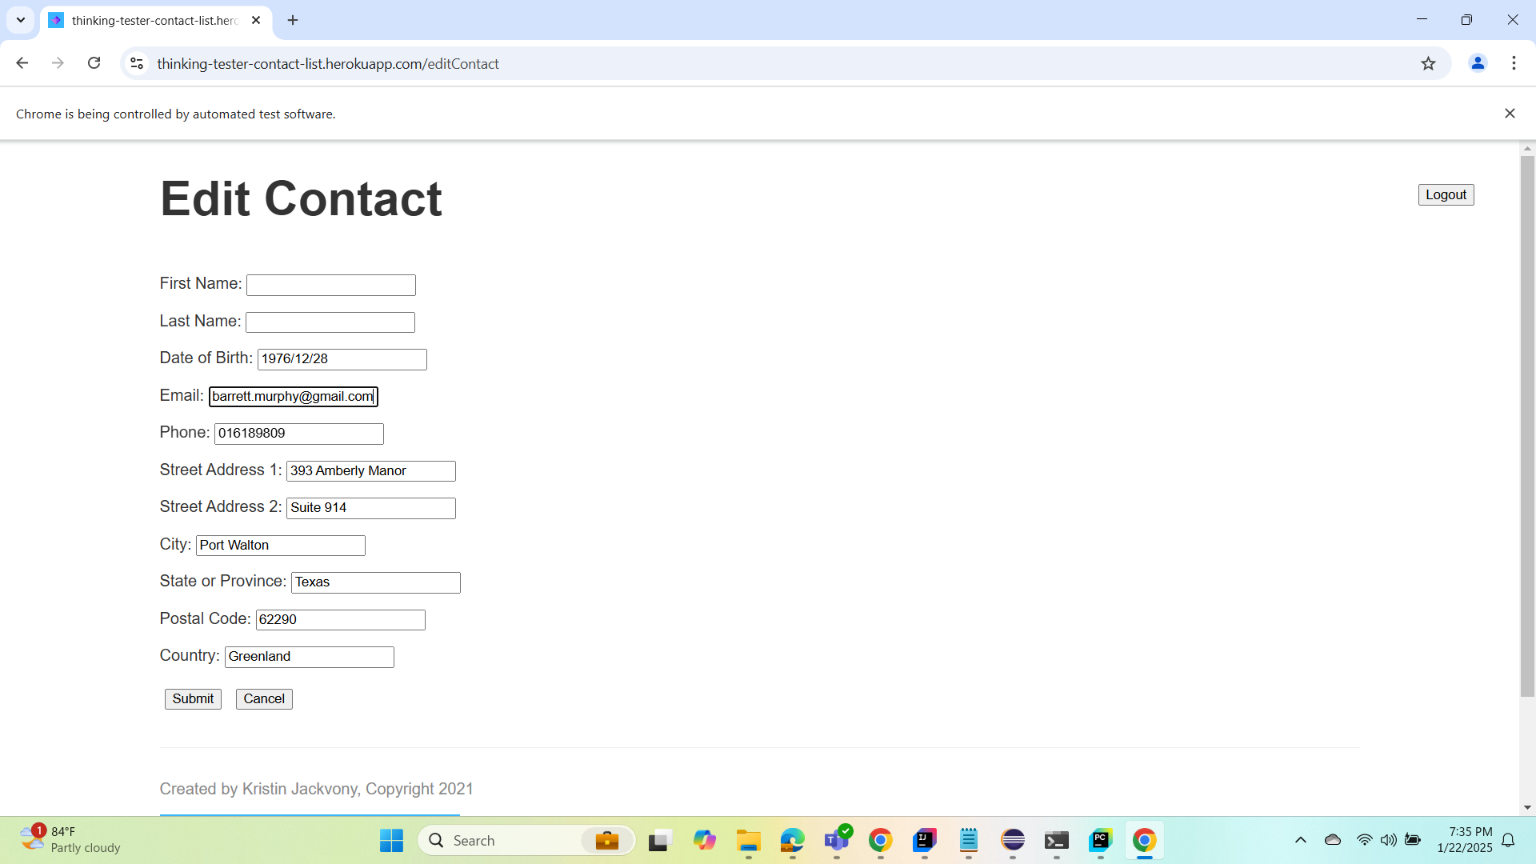 thinking-tester-contact-list.herc
thinking-tester-contact-list.herokuapp.com/editContact
Chrome is being controlled by automated test software.
Edit Contact
Logout
First Name:
Last Name:
Date of Birth: 1976/12/28
Email: barrett.murphy@gmail.com
Phone: 016189809
Street Address 1: 393 Amberly Manor
Street Address 2: Suite 914
City: Port Walton
State or Province: Texas
Postal Code: 62290
Country: Greenland
Submit Cancel
Created by Kristin Jackvony, Copyright 2021
1 84°F
Partly cloudy
Search
7:35 PM
1/22/2025